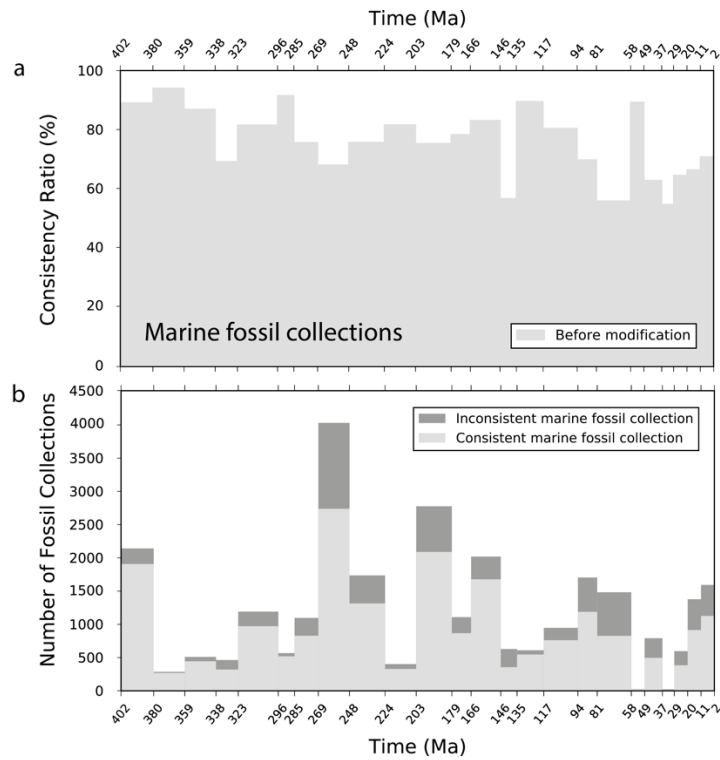 Time (Ma)
402 380 359 338 323 296 285 269 248 224 203 179 166 146 135 117 94 81 58 49 37 29 20 11 2
a
100
80
60
40
20
0
Consistency Ratio (%)
Marine fossil collections
Before modification
b
4500
4000
3500
3000
2500
2000
1500
1000
500
0
Number of Fossil Collections
Inconsistent marine fossil collection
Consistent marine fossil collection
402 380 359 338 323 296 285 269 248 224 203 179 166 146 135 117 94 81 58 49 37 29 20 11 2
Time (Ma)